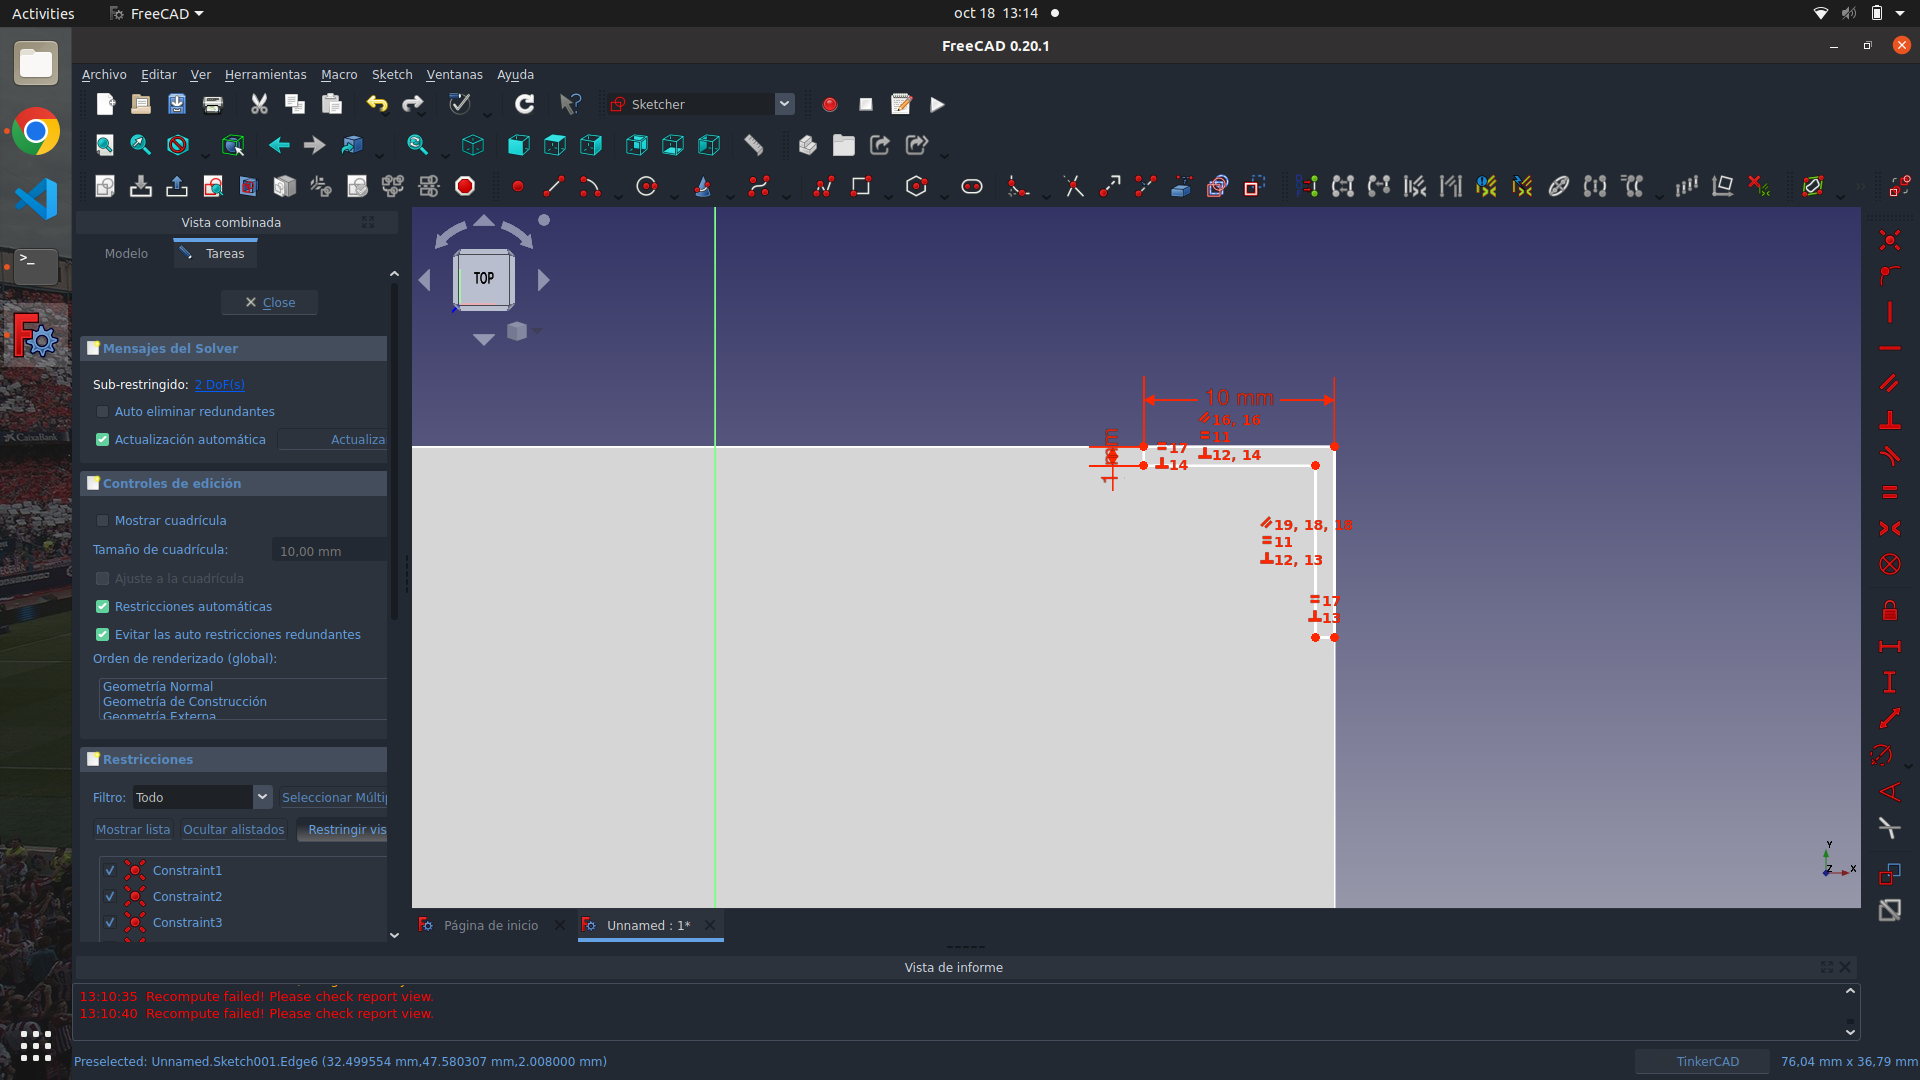 Activities
FreeCAD
oct 18 13:14
FreeCAD 0.20.1
Archivo Editar Ver Herramientas Macro Sketch Ventanas Ayuda
Sketcher
Vista combinada
Modelo Tareas
Close
Mensajes del Solver
Sub-restringido: 2 DoF(s)
Auto eliminar redundantes
Actualización automática Actualiza
Controles de edición
Mostrar cuadrícula
Tamaño de cuadrícula: 10,00 mm
Ajuste a la cuadrícula
Restricciones automáticas
Evitar las auto restricciones redundantes
Orden de renderizado (global):
Geometría Normal
Geometría de Construcción
Geometría Externa
Restricciones
Filtro: Todo Seleccionar Múltip
Mostrar lista Ocultar alistados Restringir vis
Constraint1
Constraint2
Constraint3
TOP
10 mm
16, 16
11
12, 14
17
14
19, 18, 18
11
12, 13
17
13
Y
Z X
Página de inicio
Unnamed : 1*
Vista de informe
13:10:35 Recompute failed! Please check report view.
13:10:40 Recompute failed! Please check report view.
Preselected: Unnamed.Sketch001.Edge6 (32.499554 mm,47.580307 mm,2.008000 mm)
TinkerCAD
76,04 mm x 36,79 mm